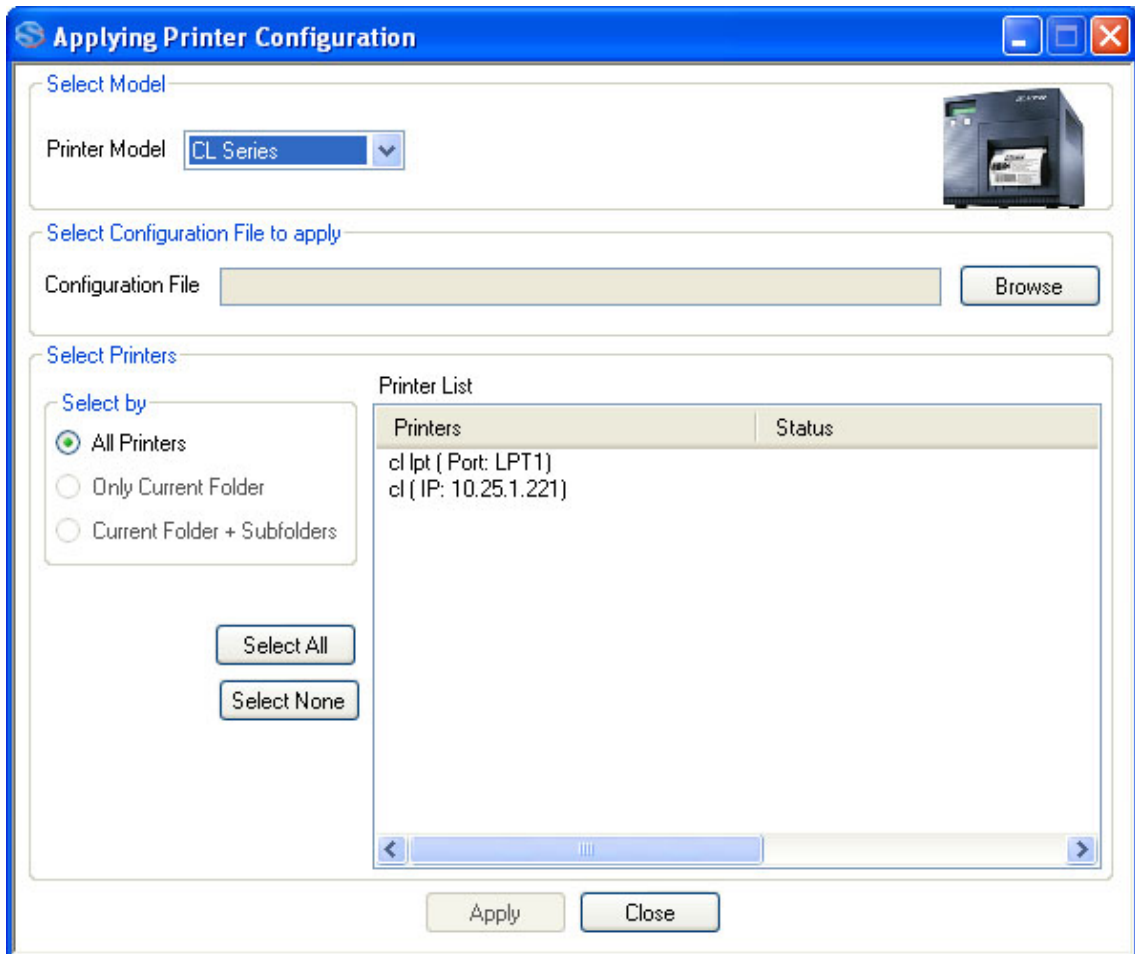 Applying Printer Configuration
Select Model
Printer Model CL Series
Select Configuration File to apply
Configuration File Browse
Select Printers
Select by
All Printers
Only Current Folder
Current Folder + Subfolders
Select All
Select None
Printer List
Printers Status
cl lpt ( Port: LPT1)
cl ( IP: 10.25.1.221)
Apply Close